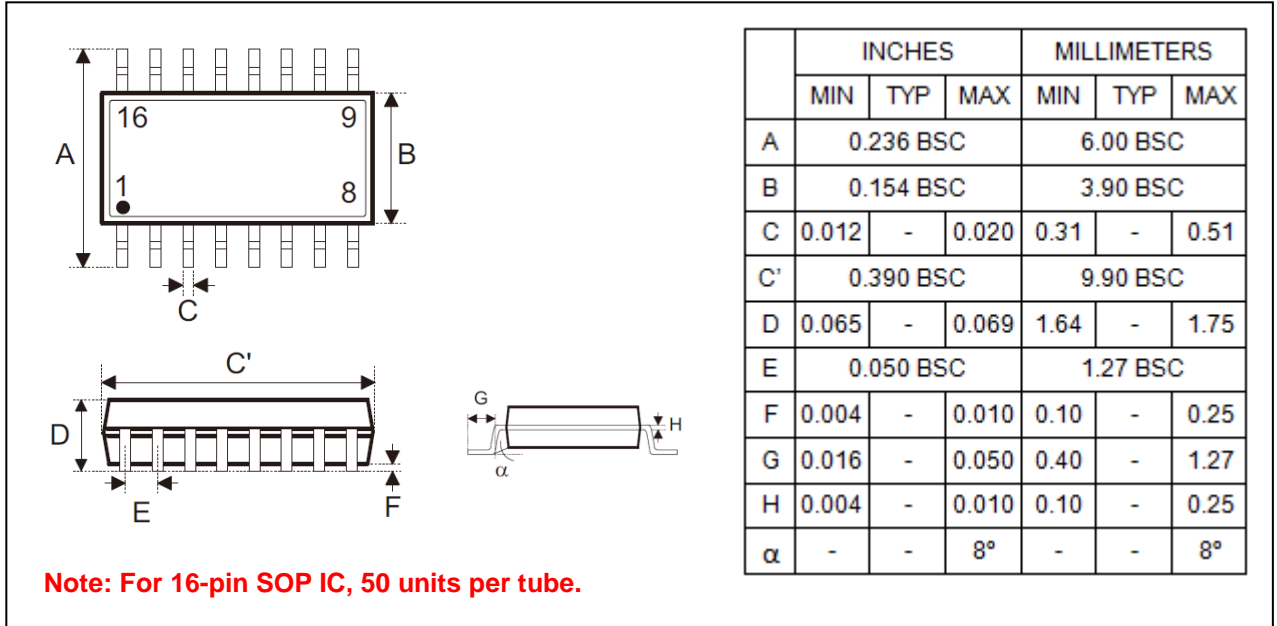 A
16 9
1 8
B
C
C'
D
E
F
G
H
α
Note: For 16-pin SOP IC, 50 units per tube.
INCHES MILLIMETERS
MIN TYP MAX MIN TYP MAX
A 0.236 BSC 6.00 BSC
B 0.154 BSC 3.90 BSC
C 0.012 - 0.020 0.31 - 0.51
C' 0.390 BSC 9.90 BSC
D 0.065 - 0.069 1.64 - 1.75
E 0.050 BSC 1.27 BSC
F 0.004 - 0.010 0.10 - 0.25
G 0.016 - 0.050 0.40 - 1.27
H 0.004 - 0.010 0.10 - 0.25
α - - 8° - - 8°